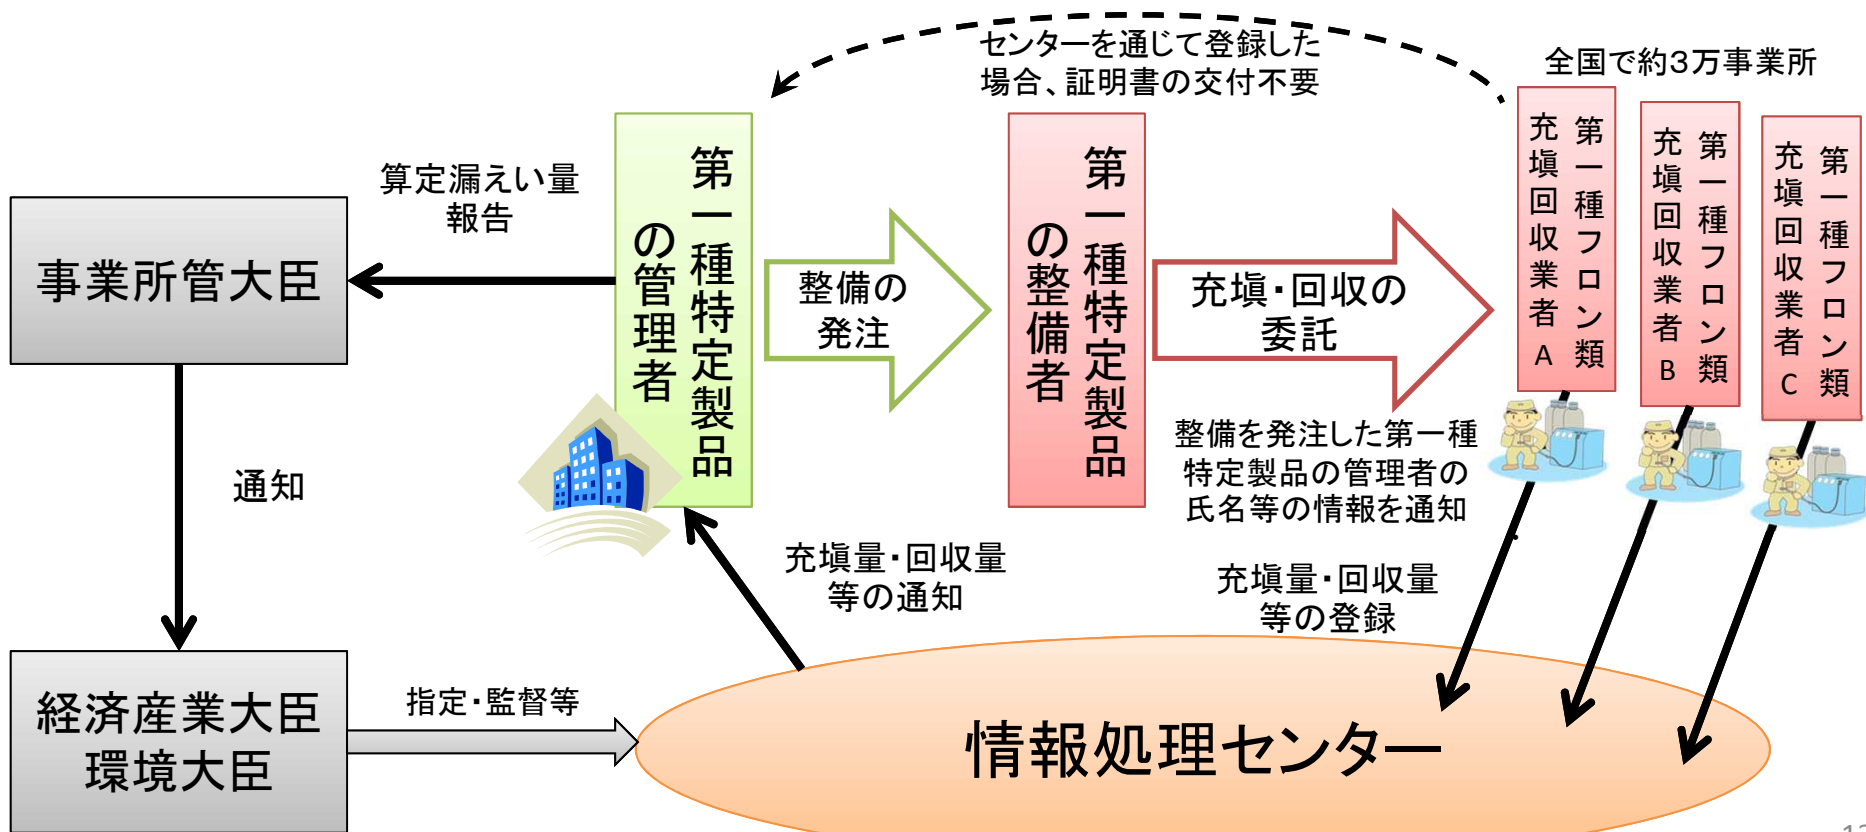 センターを通じて登録した
場合、証明書の交付不要
全国で約３万事業所
算定漏えい量
報告
事業所管大臣
第一種特定製品
の管理者
整備の
発注
第一種特定製品
の整備者
充塡・回収の
委託
第一種フロン類
充塡回収業者A
第一種フロン類
充塡回収業者B
第一種フロン類
充塡回収業者C
整備を発注した第一種
特定製品の管理者の
氏名等の情報を通知
通知
充塡量・回収量
等の通知
充塡量・回収量
等の登録
経済産業大臣
環境大臣
指定・監督等
情報処理センター